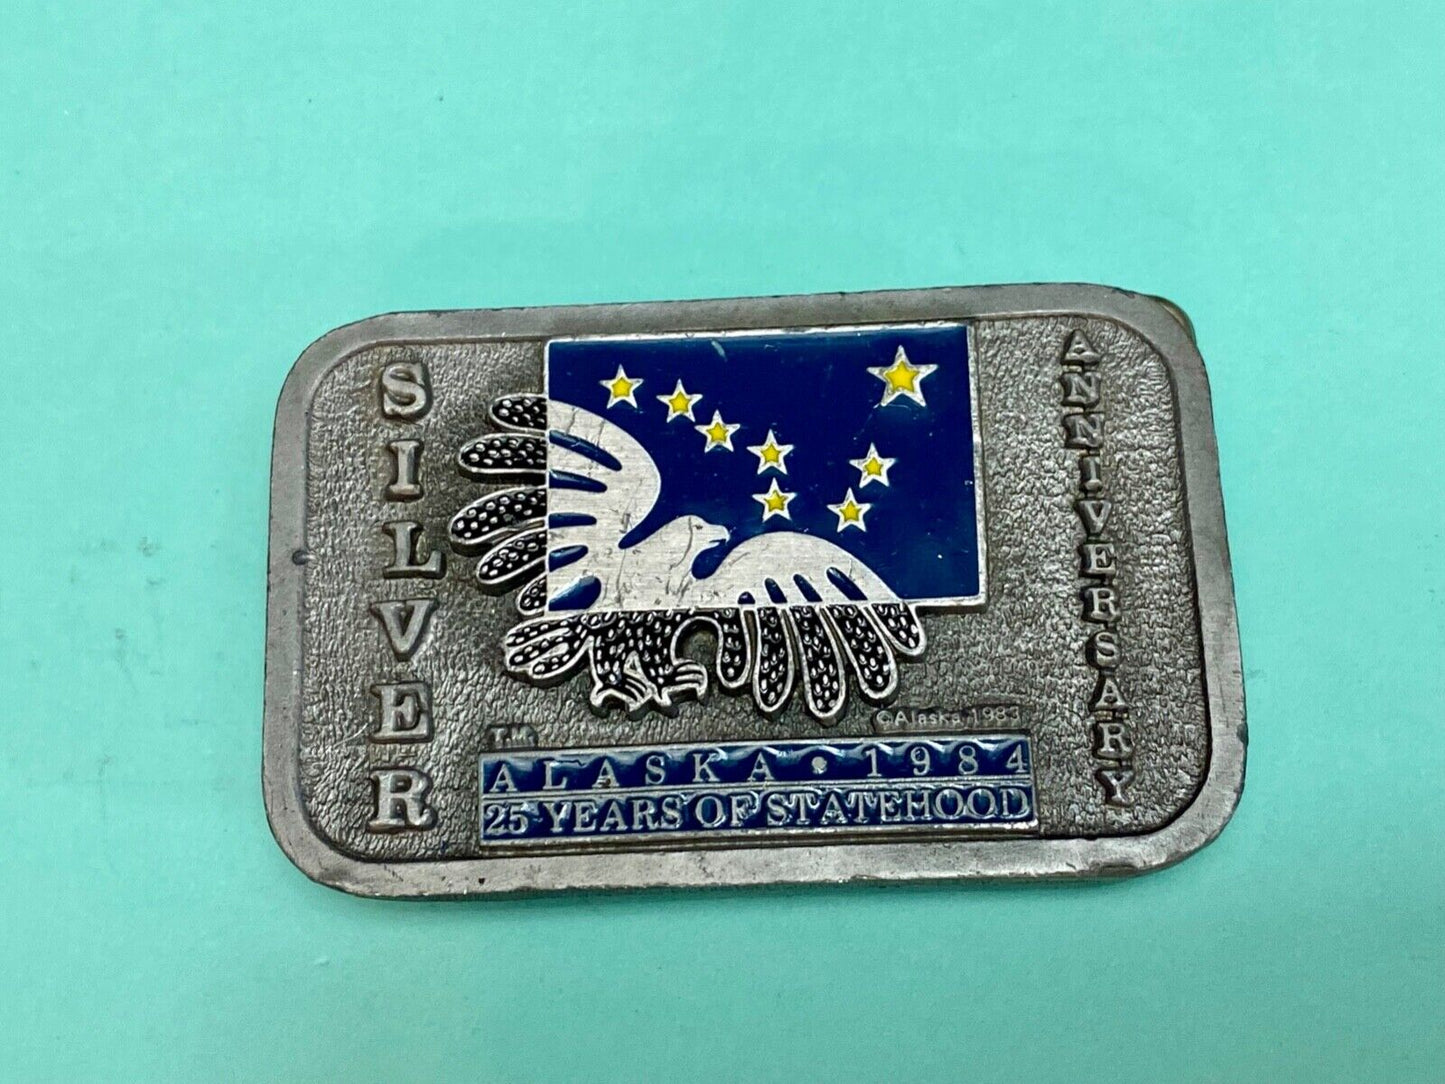 SILVER
ANNIVERSARY
©Alaska 1983
ALASKA • 1984
25 YEARS OF STATEHOOD